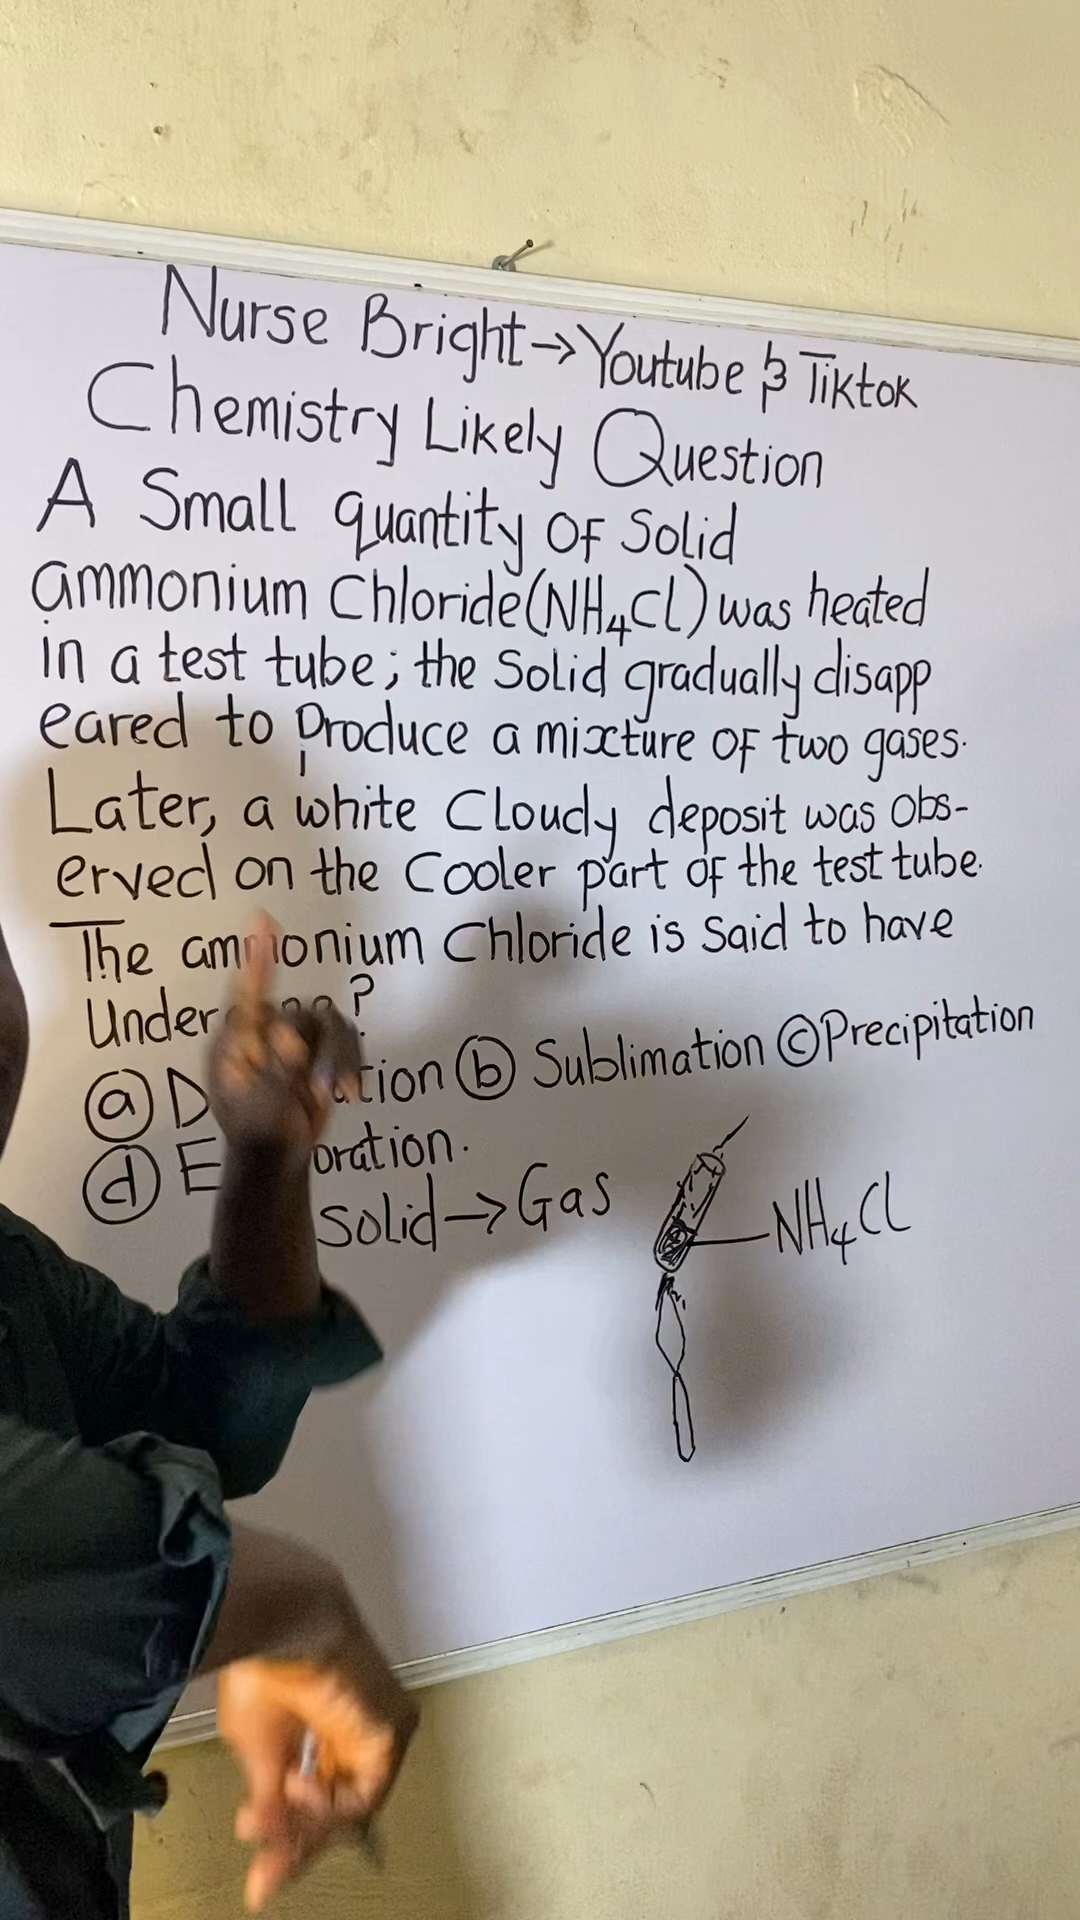 Nurse Bright→Youtube & Tiktok
Chemistry Likely Question
A Small quantity Of Solid
ammonium Chloride(NH₄Cl) was heated
in a test tube; the Solid gradually disapp
eared to produce a mixture OF two gases.
Later, a white Cloudy deposit was obs-
erved on the Cooler part of the test tube.
The ammonium Chloride is Said to have
Under ?
ⓐ ⓑ Sublimation ⓒ Precipitation
ⓓ
Solid→Gas
NH₄Cl